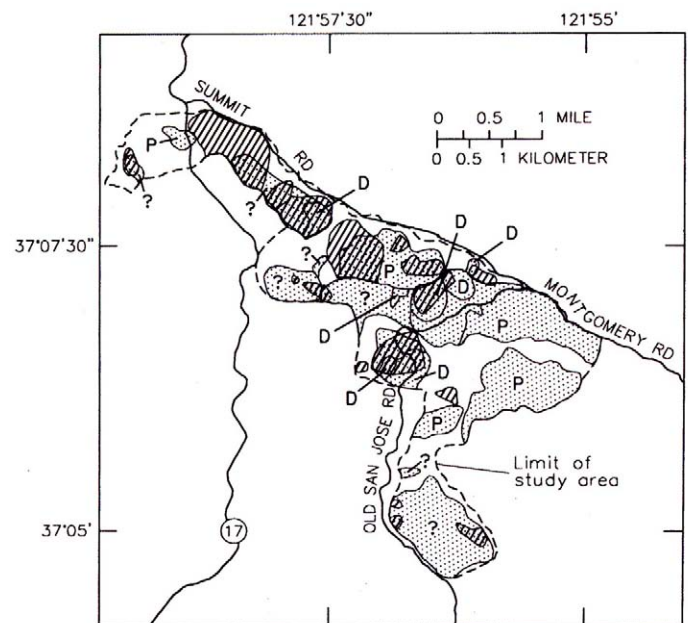 121°57'30" 121°55'
SUMMIT RD
0 0.5 1 MILE
0 0.5 1 KILOMETER
P
?
?
D
37°07'30"
D
D
?
P
?
?
D
MONTGOMERY RD
D
P
D
D
P
P
OLD SAN JOSE RD
?
Limit of
study area
?
37°05'
17